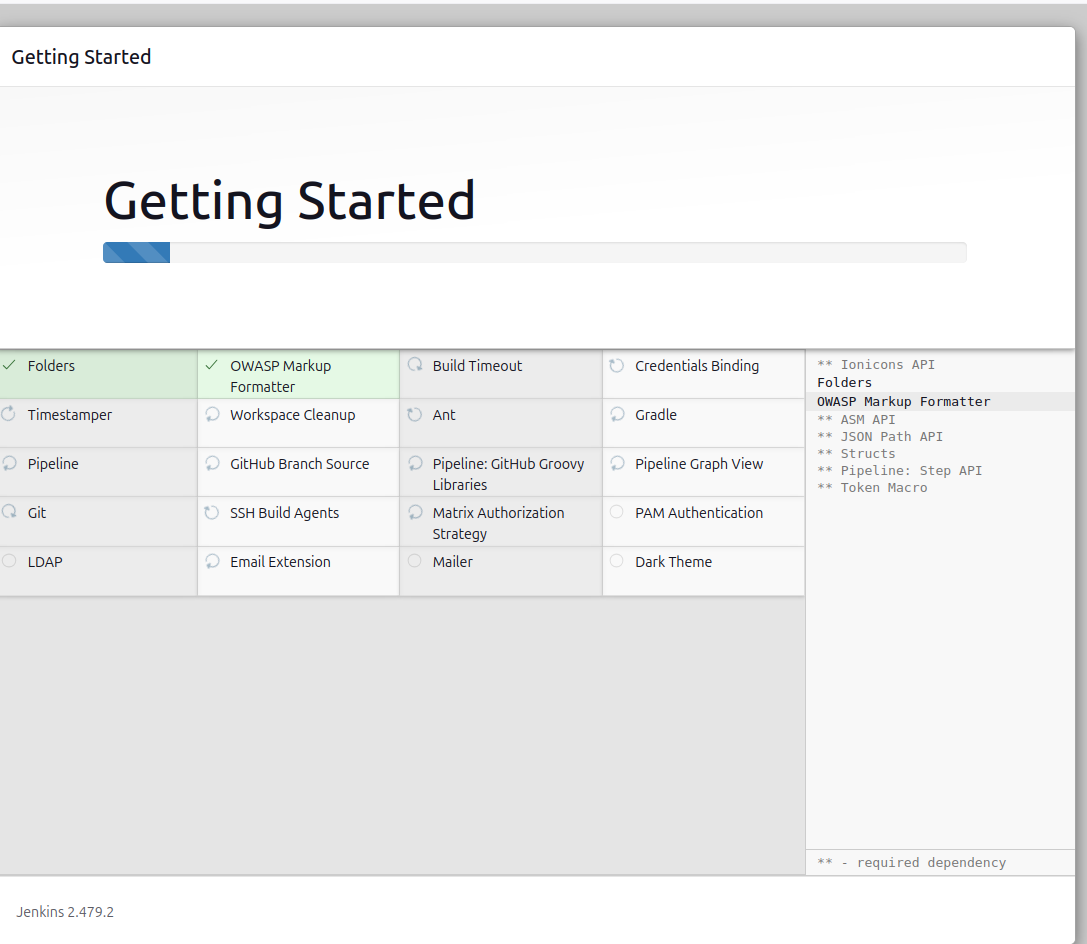 Getting Started
Getting Started
Folders
OWASP Markup
Formatter
Build Timeout
Credentials Binding
Timestamper
Workspace Cleanup
Ant
Gradle
Pipeline
GitHub Branch Source
Pipeline: GitHub Groovy
Libraries
Pipeline Graph View
Git
SSH Build Agents
Matrix Authorization
Strategy
PAM Authentication
LDAP
Email Extension
Mailer
Dark Theme
** Ionicons API
Folders
OWASP Markup Formatter
** ASM API
** JSON Path API
** Structs
** Pipeline: Step API
** Token Macro
** - required dependency
Jenkins 2.479.2